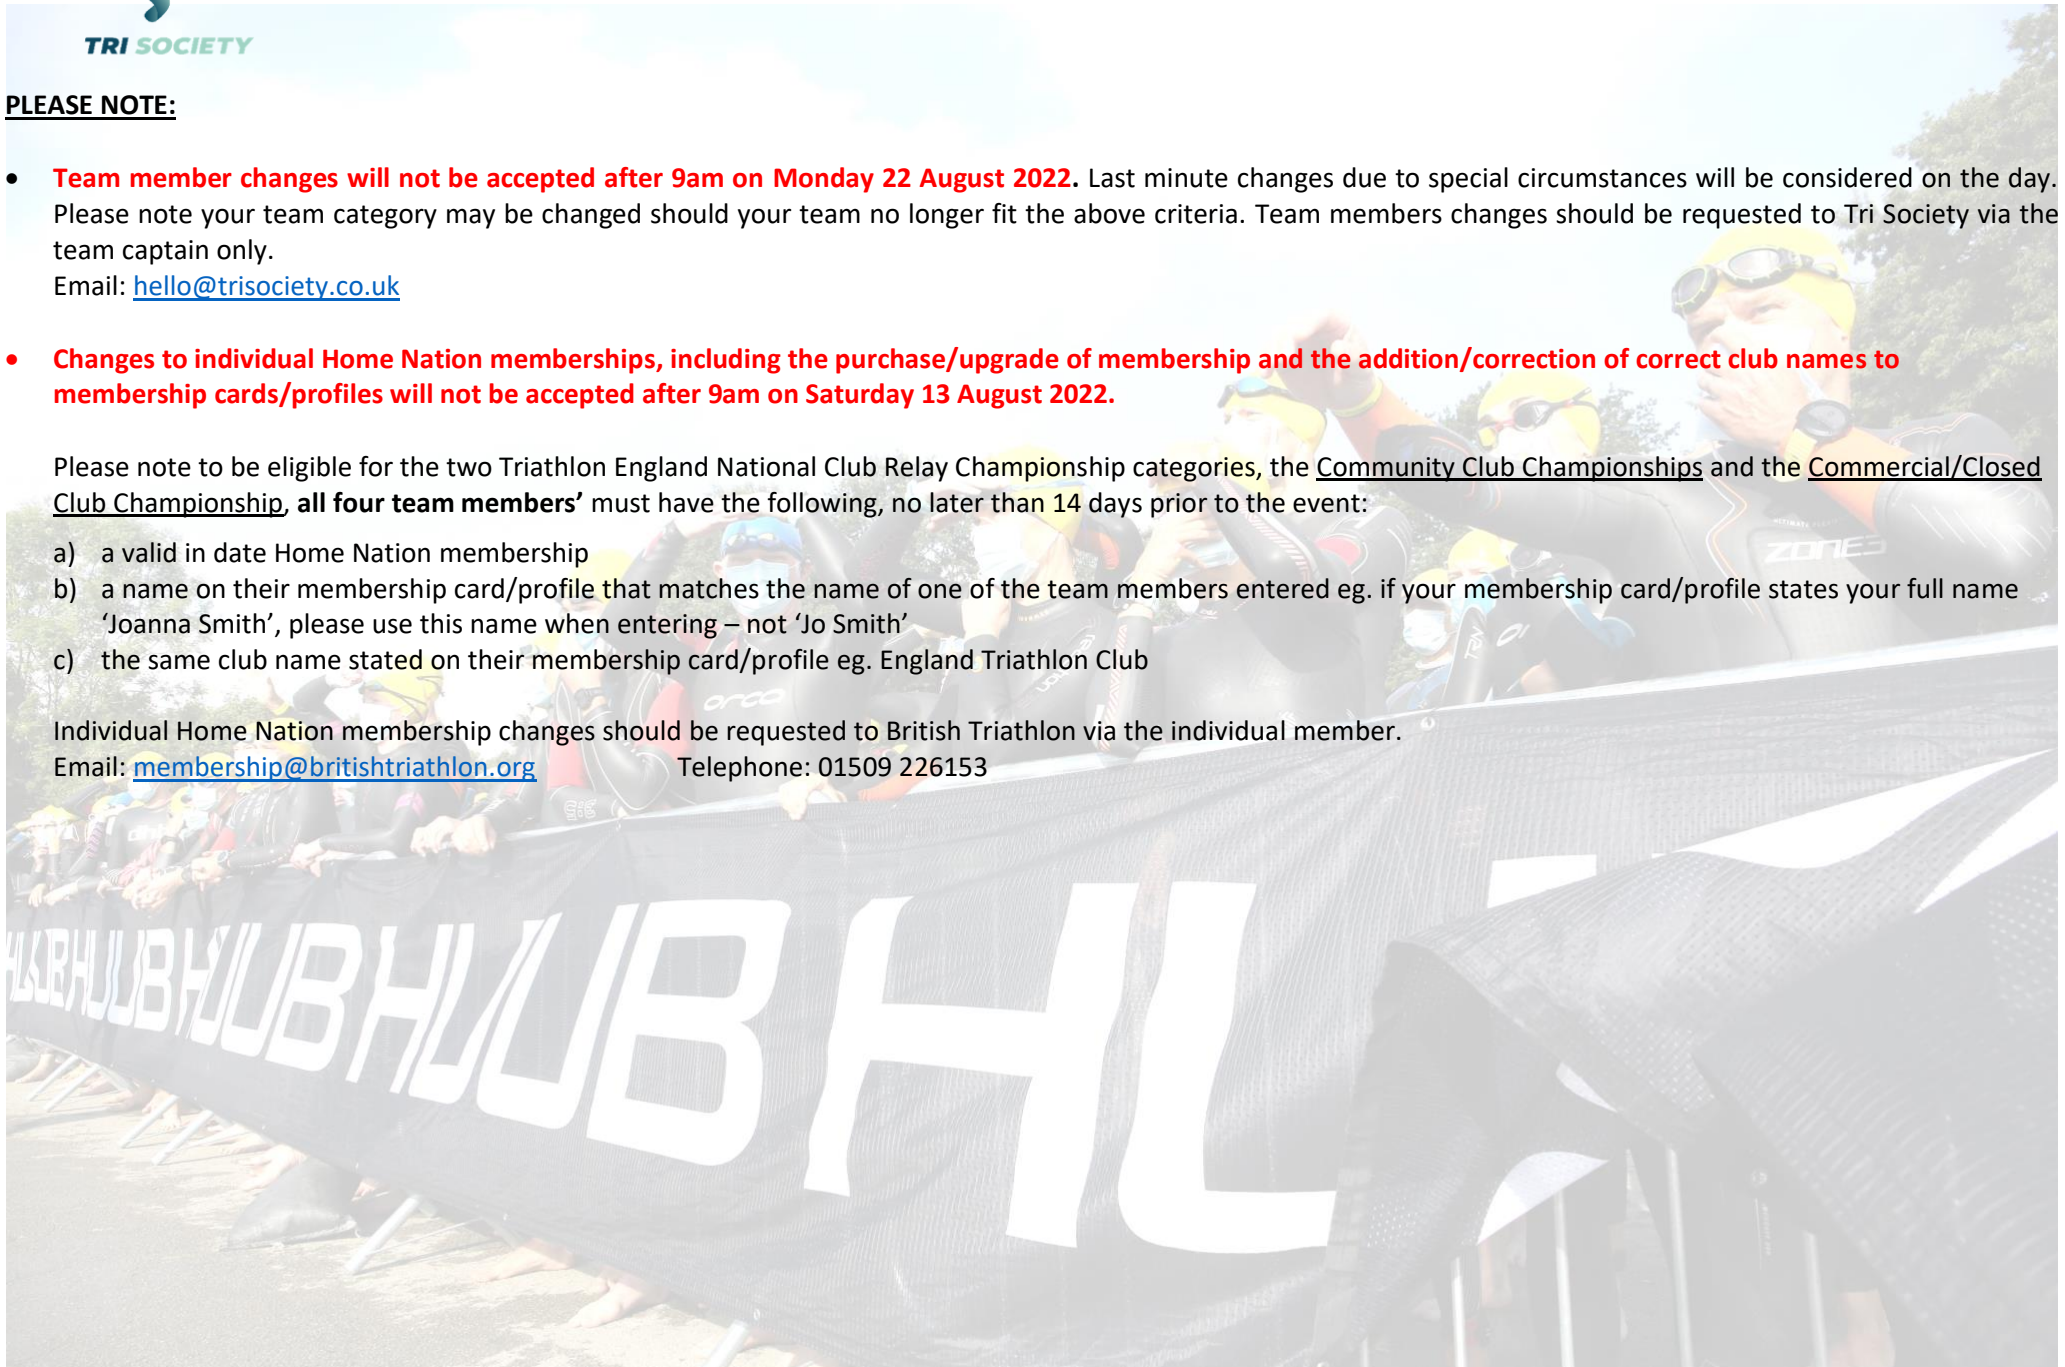 TRI SOCIETY
PLEASE NOTE:
• Team member changes will not be accepted after 9am on Monday 22 August 2022. Last minute changes due to special circumstances will be considered on the day.
Please note your team category may be changed should your team no longer fit the above criteria. Team members changes should be requested to Tri Society via the
team captain only.
Email: hello@trisociety.co.uk
• Changes to individual Home Nation memberships, including the purchase/upgrade of membership and the addition/correction of correct club names to
membership cards/profiles will not be accepted after 9am on Saturday 13 August 2022.
Please note to be eligible for the two Triathlon England National Club Relay Championship categories, the Community Club Championships and the Commercial/Closed
Club Championship, all four team members’ must have the following, no later than 14 days prior to the event:
a) a valid in date Home Nation membership
b) a name on their membership card/profile that matches the name of one of the team members entered eg. if your membership card/profile states your full name
‘Joanna Smith’, please use this name when entering – not ‘Jo Smith’
c) the same club name stated on their membership card/profile eg. England Triathlon Club
Individual Home Nation membership changes should be requested to British Triathlon via the individual member.
Email: membership@britishtriathlon.org Telephone: 01509 226153
ZONE3
orca
HUUB HUUB HUUB HUUB HU